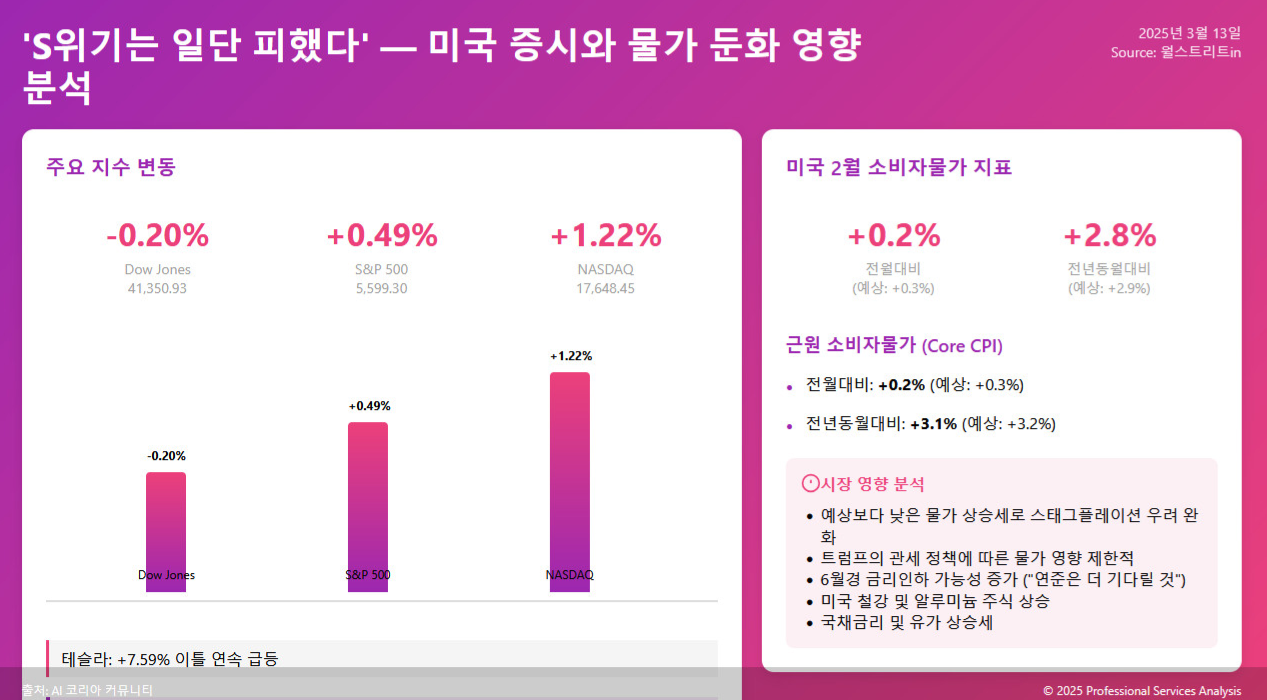 'S위기는 일단 피했다' — 미국 증시와 물가 둔화 영향
분석
2025년 3월 13일
Source: 월스트리트in
주요 지수 변동
-0.20%
Dow Jones
41,350.93
+0.49%
S&P 500
5,599.30
+1.22%
NASDAQ
17,648.45
-0.20%
+0.49%
+1.22%
Dow Jones
S&P 500
NASDAQ
테슬라: +7.59% 이틀 연속 급등
미국 2월 소비자물가 지표
+0.2%
전월대비
(예상: +0.3%)
+2.8%
전년동월대비
(예상: +2.9%)
근원 소비자물가 (Core CPI)
• 전월대비: +0.2% (예상: +0.3%)
• 전년동월대비: +3.1% (예상: +3.2%)
시장 영향 분석
• 예상보다 낮은 물가 상승세로 스태그플레이션 우려 완
화
• 트럼프의 관세 정책에 따른 물가 영향 제한적
• 6월경 금리인하 가능성 증가 ("연준은 더 기다릴 것")
• 미국 철강 및 알루미늄 주식 상승
• 국채금리 및 유가 상승세
출처: AI 코리아 커뮤니티
© 2025 Professional Services Analysis